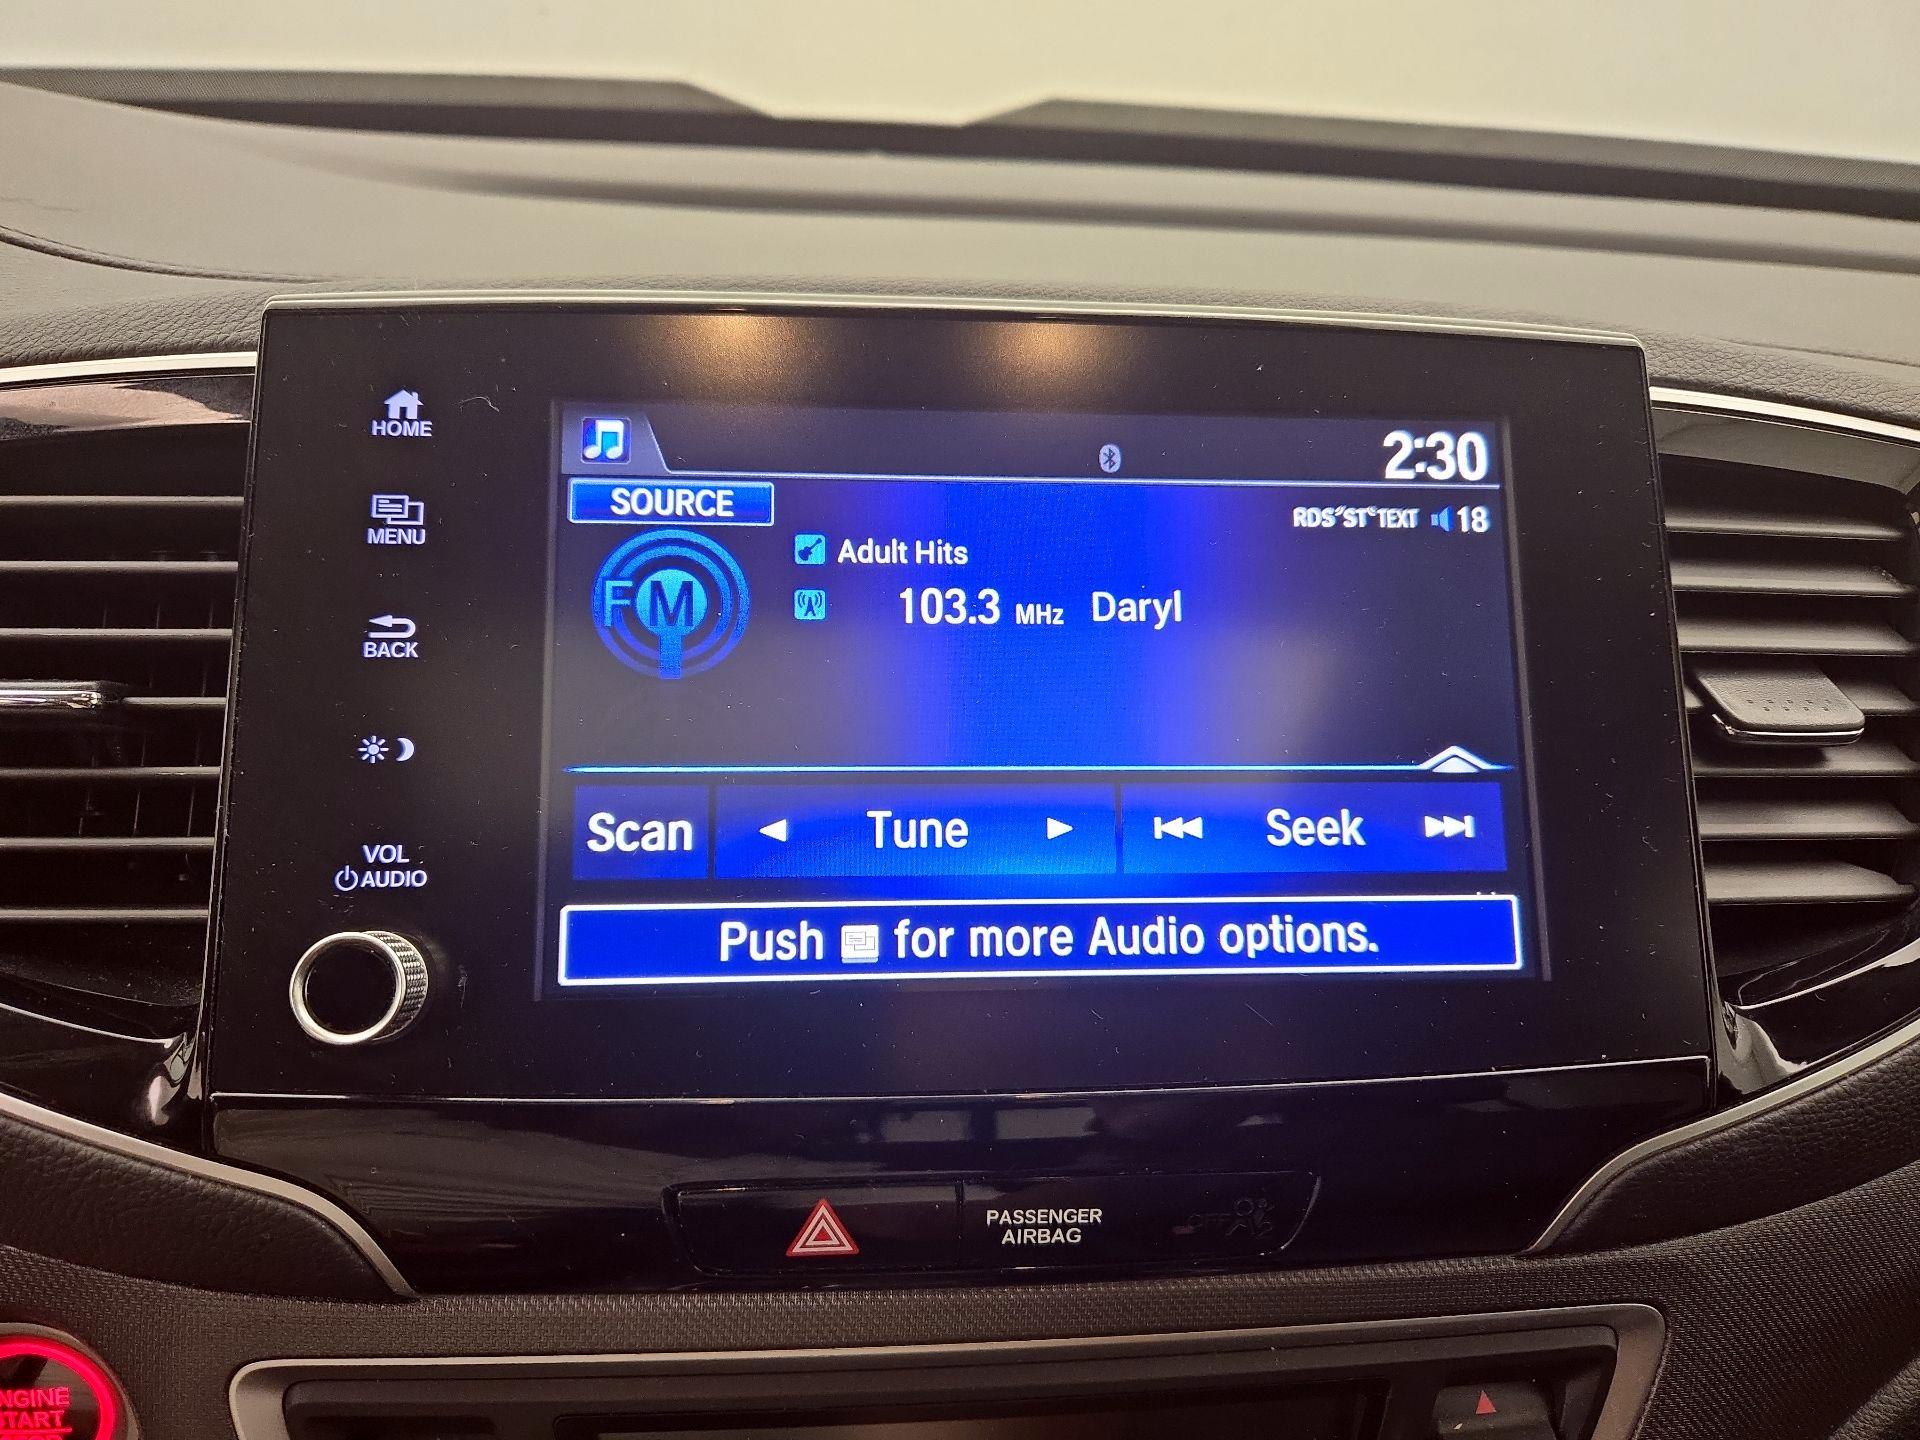 HOME
MENU
BACK
VOL
AUDIO
2:30
SOURCE
RDS ST TEXT 18
FM
Adult Hits
103.3 MHz Daryl
Scan Tune Seek
Push for more Audio options.
PASSENGER
AIRBAG
OFF
START